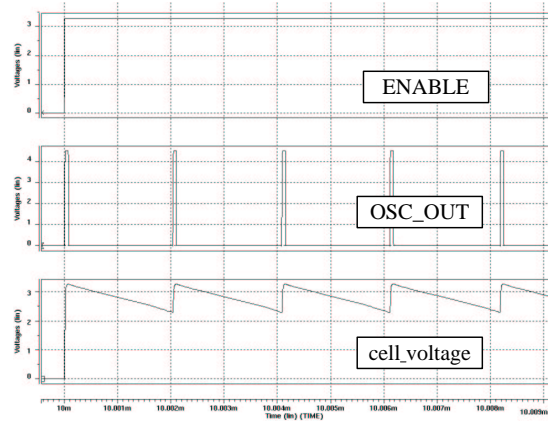 Voltages (lin)
3
2
1
0
ENABLE
Voltages (lin)
4
3
2
1
0
OSC_OUT
Voltages (lin)
3
2
1
0
cell_voltage
10m 10.001m 10.002m 10.003m 10.004m 10.005m 10.006m 10.007m 10.008m 10.009m
Time (lin) (TIME)